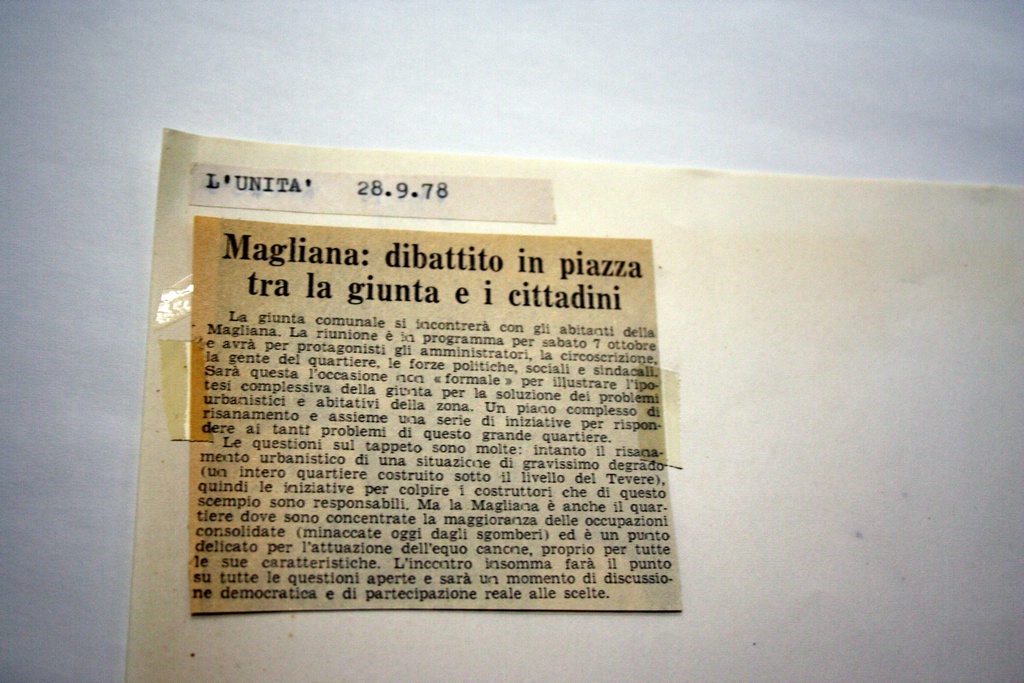 L'UNITA' 28.9.78
Magliana: dibattito in piazza
tra la giunta e i cittadini
La giunta comunale si incontrerà con gli abitanti della
Magliana. La riunione è in programma per sabato 7 ottobre
e avrà per protagonisti gli amministratori, la circoscrizione,
la gente del quartiere, le forze politiche, sociali e sindacali.
Sarà questa l'occasione non « formale » per illustrare l'ipo-
tesi complessiva della giunta per la soluzione dei problemi
urbanistici e abitativi della zona. Un piano complesso di
risanamento e assieme una serie di iniziative per rispon-
dere ai tanti problemi di questo grande quartiere.
Le questioni sul tappeto sono molte: intanto il risana-
mento urbanistico di una situazione di gravissimo degrado
(un intero quartiere costruito sotto il livello del Tevere),
quindi le iniziative per colpire i costruttori che di questo
scempio sono responsabili. Ma la Magliana è anche il quar-
tiere dove sono concentrate la maggioranza delle occupazioni
consolidate (minaccate oggi dagli sgomberi) ed è un punto
delicato per l'attuazione dell'equo canone, proprio per tutte
le sue caratteristiche. L'incontro insomma farà il punto
su tutte le questioni aperte e sarà un momento di discussio-
ne democratica e di partecipazione reale alle scelte.